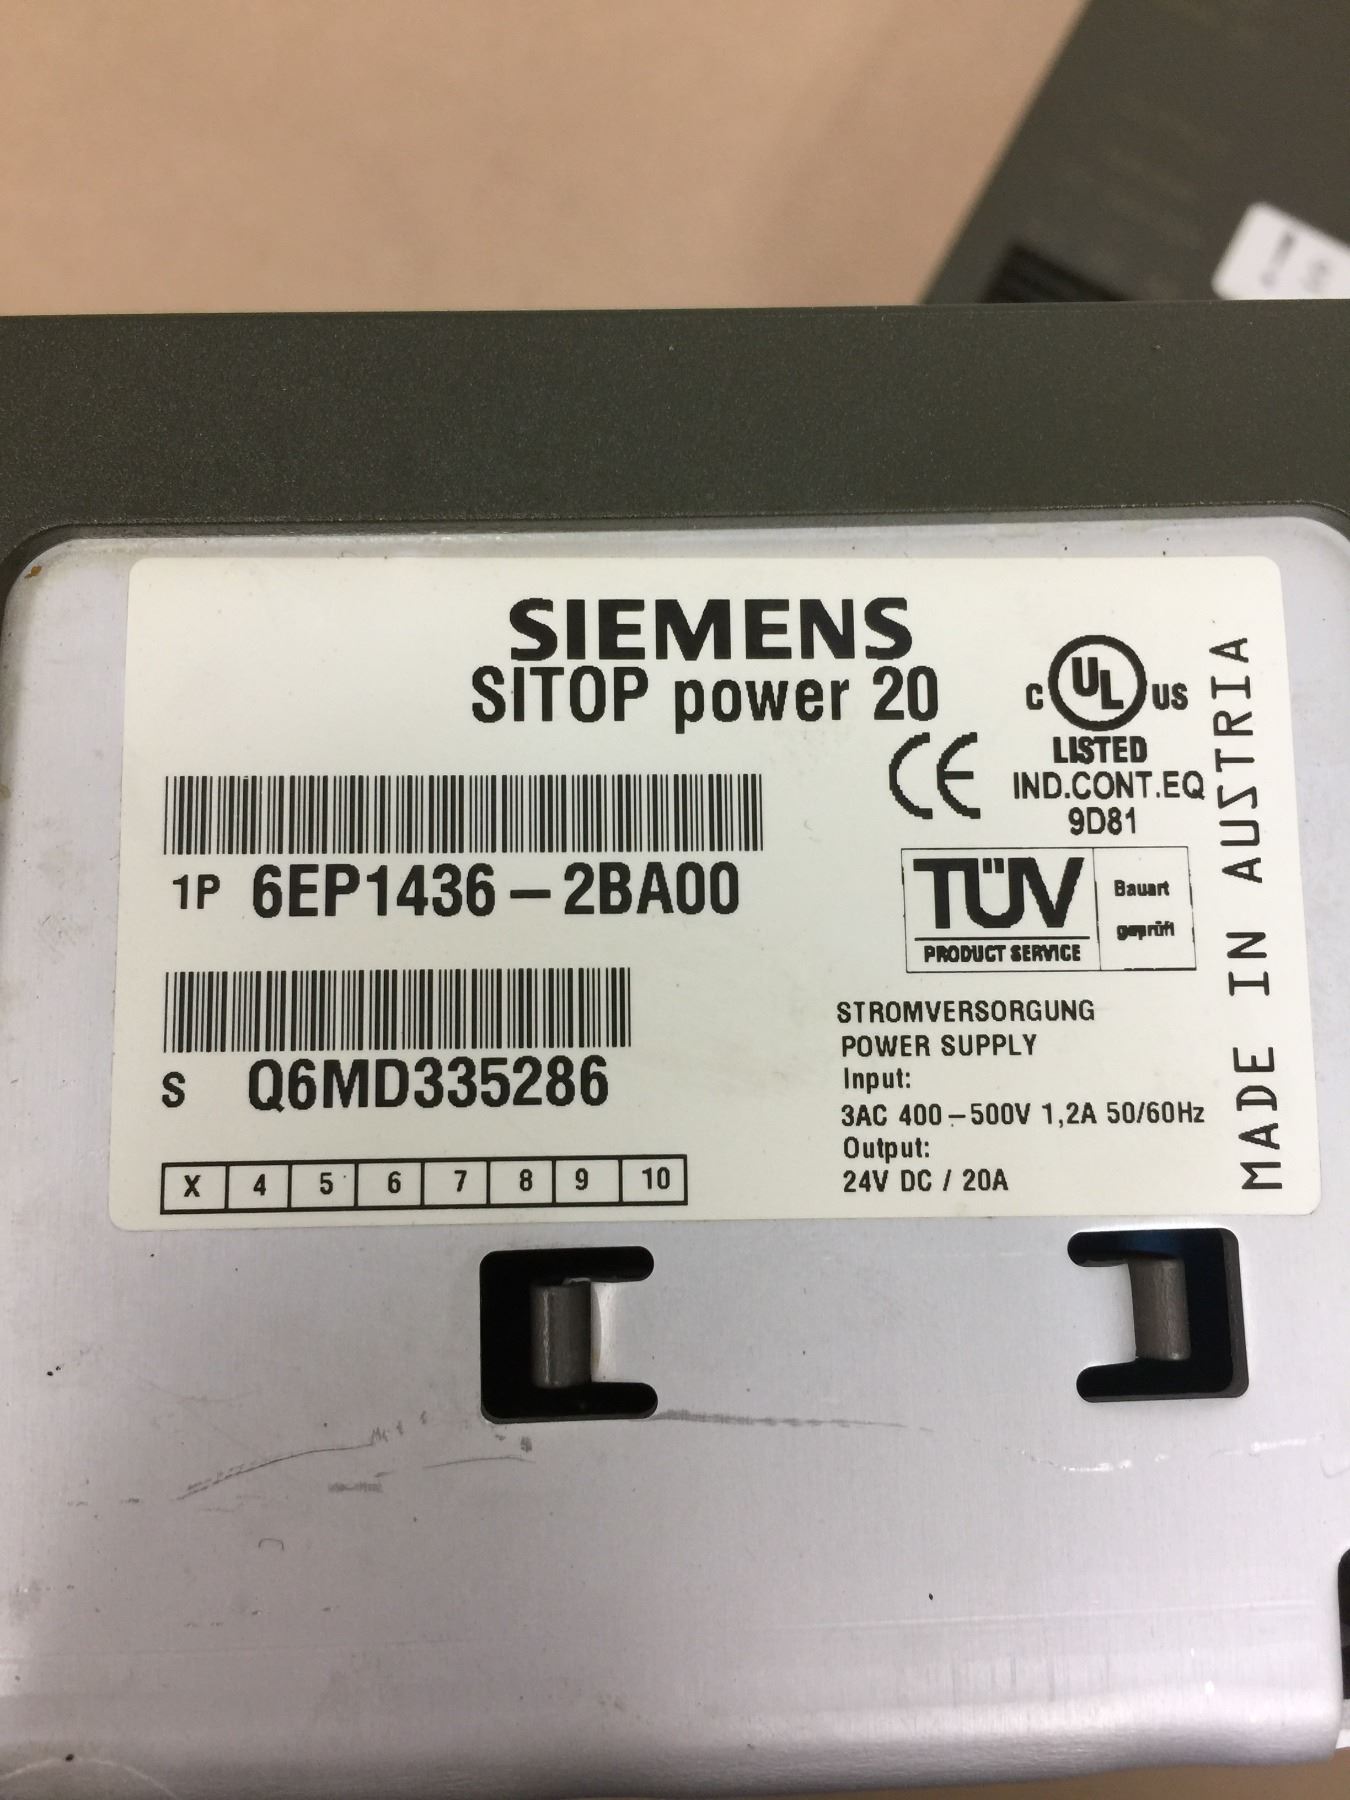 SIEMENS
SITOP power 20
C UL US
LISTED
IND.CONT.EQ
9D81
CE
1P 6EP1436-2BA00
TÜV
PRODUCT SERVICE
Bauart
geprüft
S Q6MD335286
STROMVERSORGUNG
POWER SUPPLY
Input:
3AC 400-500V 1,2A 50/60Hz
Output:
24V DC / 20A
X 4 5 6 7 8 9 10
MADE IN AUSTRIA